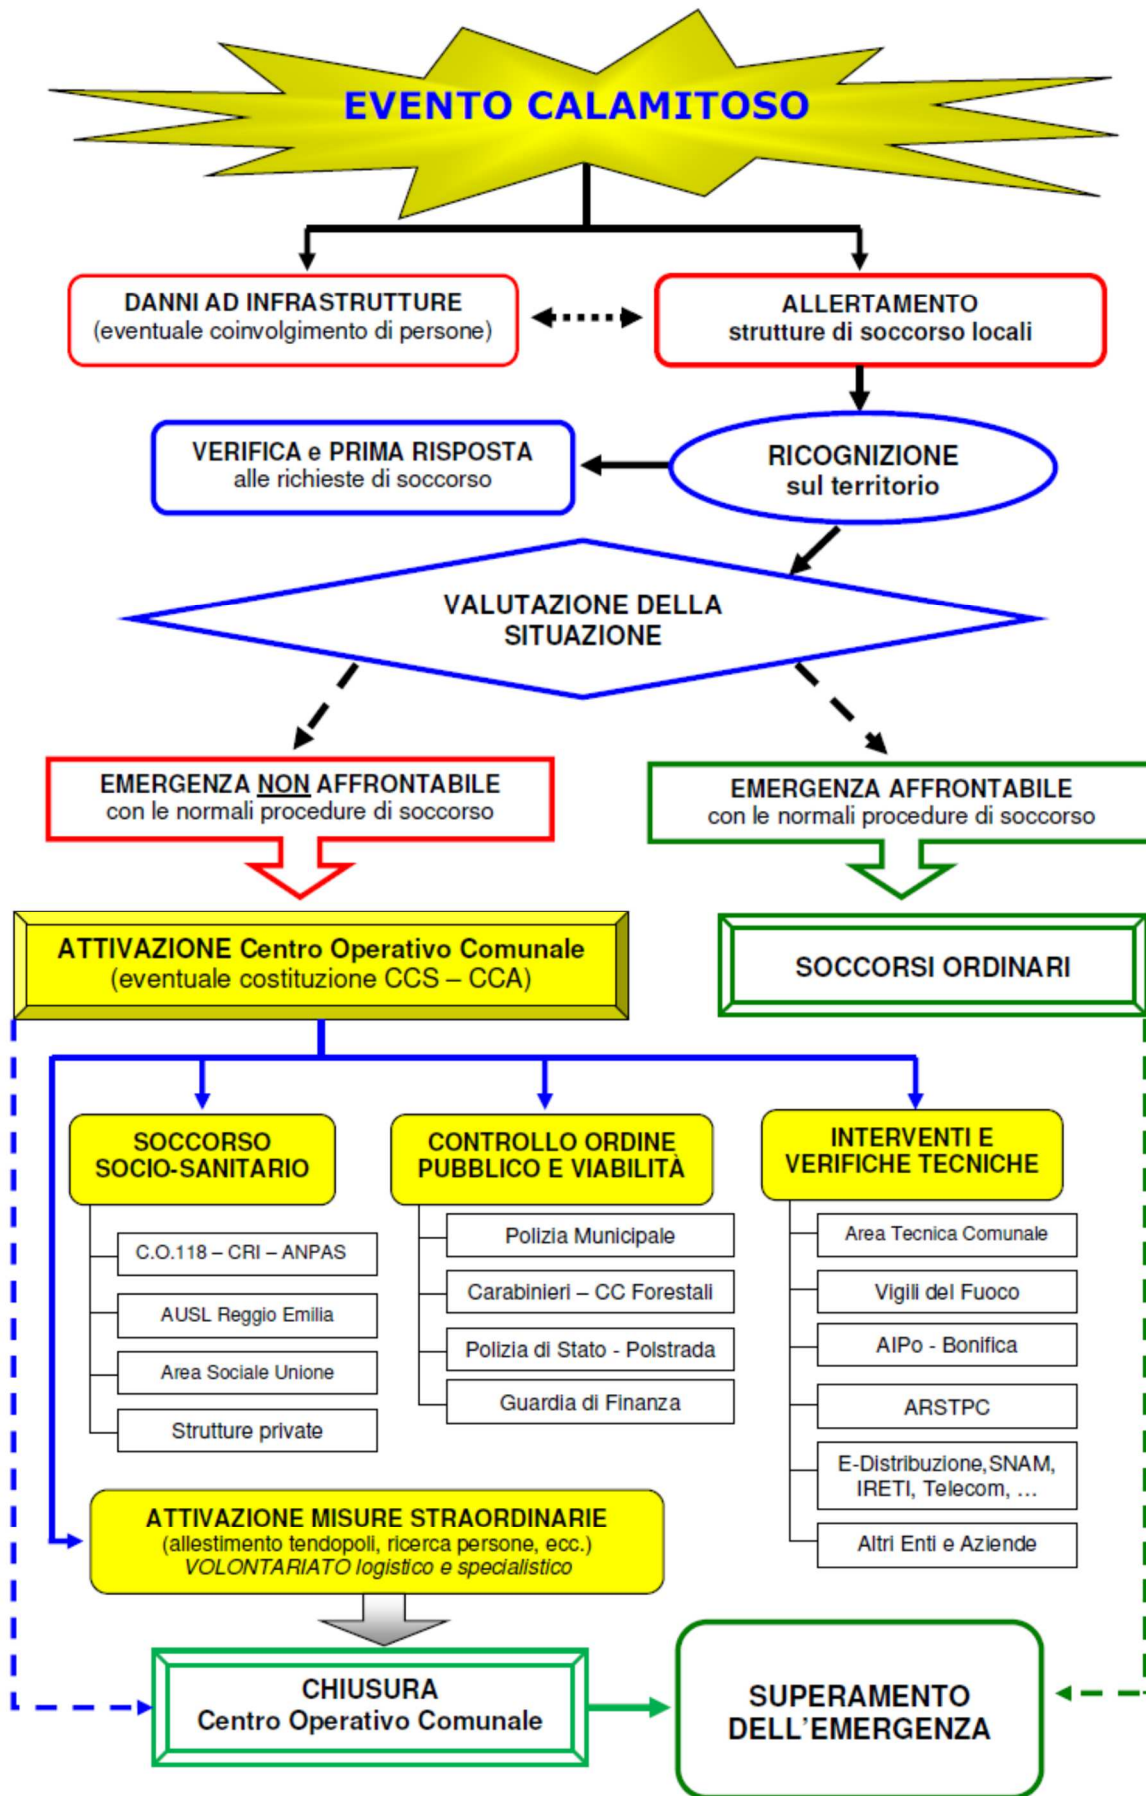 EVENTO CALAMITOSO
DANNI AD INFRASTRUTTURE
(eventuale coinvolgimento di persone)
ALLERTAMENTO
strutture di soccorso locali
VERIFICA e PRIMA RISPOSTA
alle richieste di soccorso
RICOGNIZIONE
sul territorio
VALUTAZIONE DELLA
SITUAZIONE
EMERGENZA NON AFFRONTABILE
con le normali procedure di soccorso
EMERGENZA AFFRONTABILE
con le normali procedure di soccorso
ATTIVAZIONE Centro Operativo Comunale
(eventuale costituzione CCS – CCA)
SOCCORSI ORDINARI
SOCCORSO
SOCIO-SANITARIO
C.O.118 – CRI – ANPAS
AUSL Reggio Emilia
Area Sociale Unione
Strutture private
CONTROLLO ORDINE
PUBBLICO E VIABILITÀ
Polizia Municipale
Carabinieri – CC Forestali
Polizia di Stato - Polstrada
Guardia di Finanza
INTERVENTI E
VERIFICHE TECNICHE
Area Tecnica Comunale
Vigili del Fuoco
AIPo - Bonifica
ARSTPC
E-Distribuzione,SNAM,
IRETI, Telecom, ...
Altri Enti e Aziende
ATTIVAZIONE MISURE STRAORDINARIE
(allestimento tendopoli, ricerca persone, ecc.)
VOLONTARIATO logistico e specialistico
CHIUSURA
Centro Operativo Comunale
SUPERAMENTO
DELL'EMERGENZA